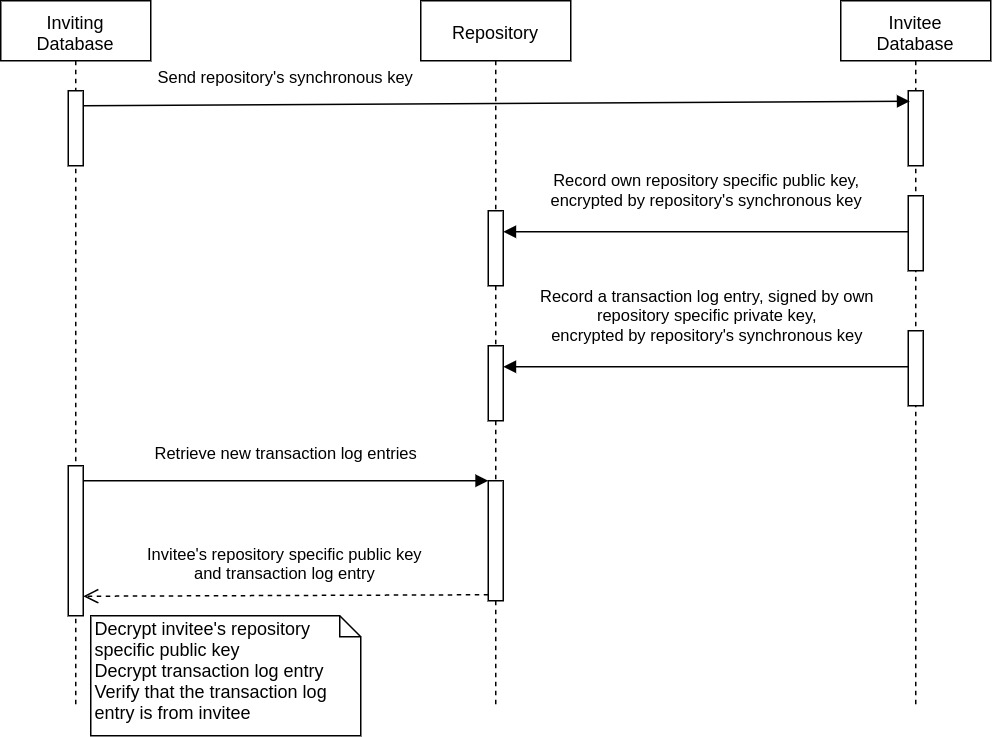 Inviting
Database
Repository
Invitee
Database
Send repository's synchronous key
Record own repository specific public key,
encrypted by repository's synchronous key
Record a transaction log entry, signed by own
repository specific private key,
encrypted by repository's synchronous key
Retrieve new transaction log entries
Invitee's repository specific public key
and transaction log entry
Decrypt invitee's repository
specific public key
Decrypt transaction log entry
Verify that the transaction log
entry is from invitee